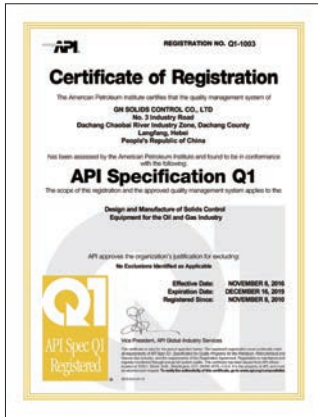 API
REGISTRATION NO. Q1-1003
Certificate of Registration
The American Petroleum Institute certifies that the quality management system of
GN SOLIDS CONTROL CO., LTD
No. 3 Industry Road
Dachang Chaobai River Industry Zone, Dachang County
Langfang, Hebei
People's Republic of China
has been assessed by the American Petroleum Institute and found to be in conformance
with the following:
API Specification Q1
The scope of this registration and the approved quality management system applies to the
Design and Manufacture of Solids Control
Equipment for the Oil and Gas Industry
API approves the organization's justification for excluding:
No Exclusions Identified as Applicable
Effective Date: NOVEMBER 8, 2016
Expiration Date: DECEMBER 16, 2019
Registered Since: NOVEMBER 8, 2010
Q1
API Spec Q1
Registered
Vice President, API Global Industry Services